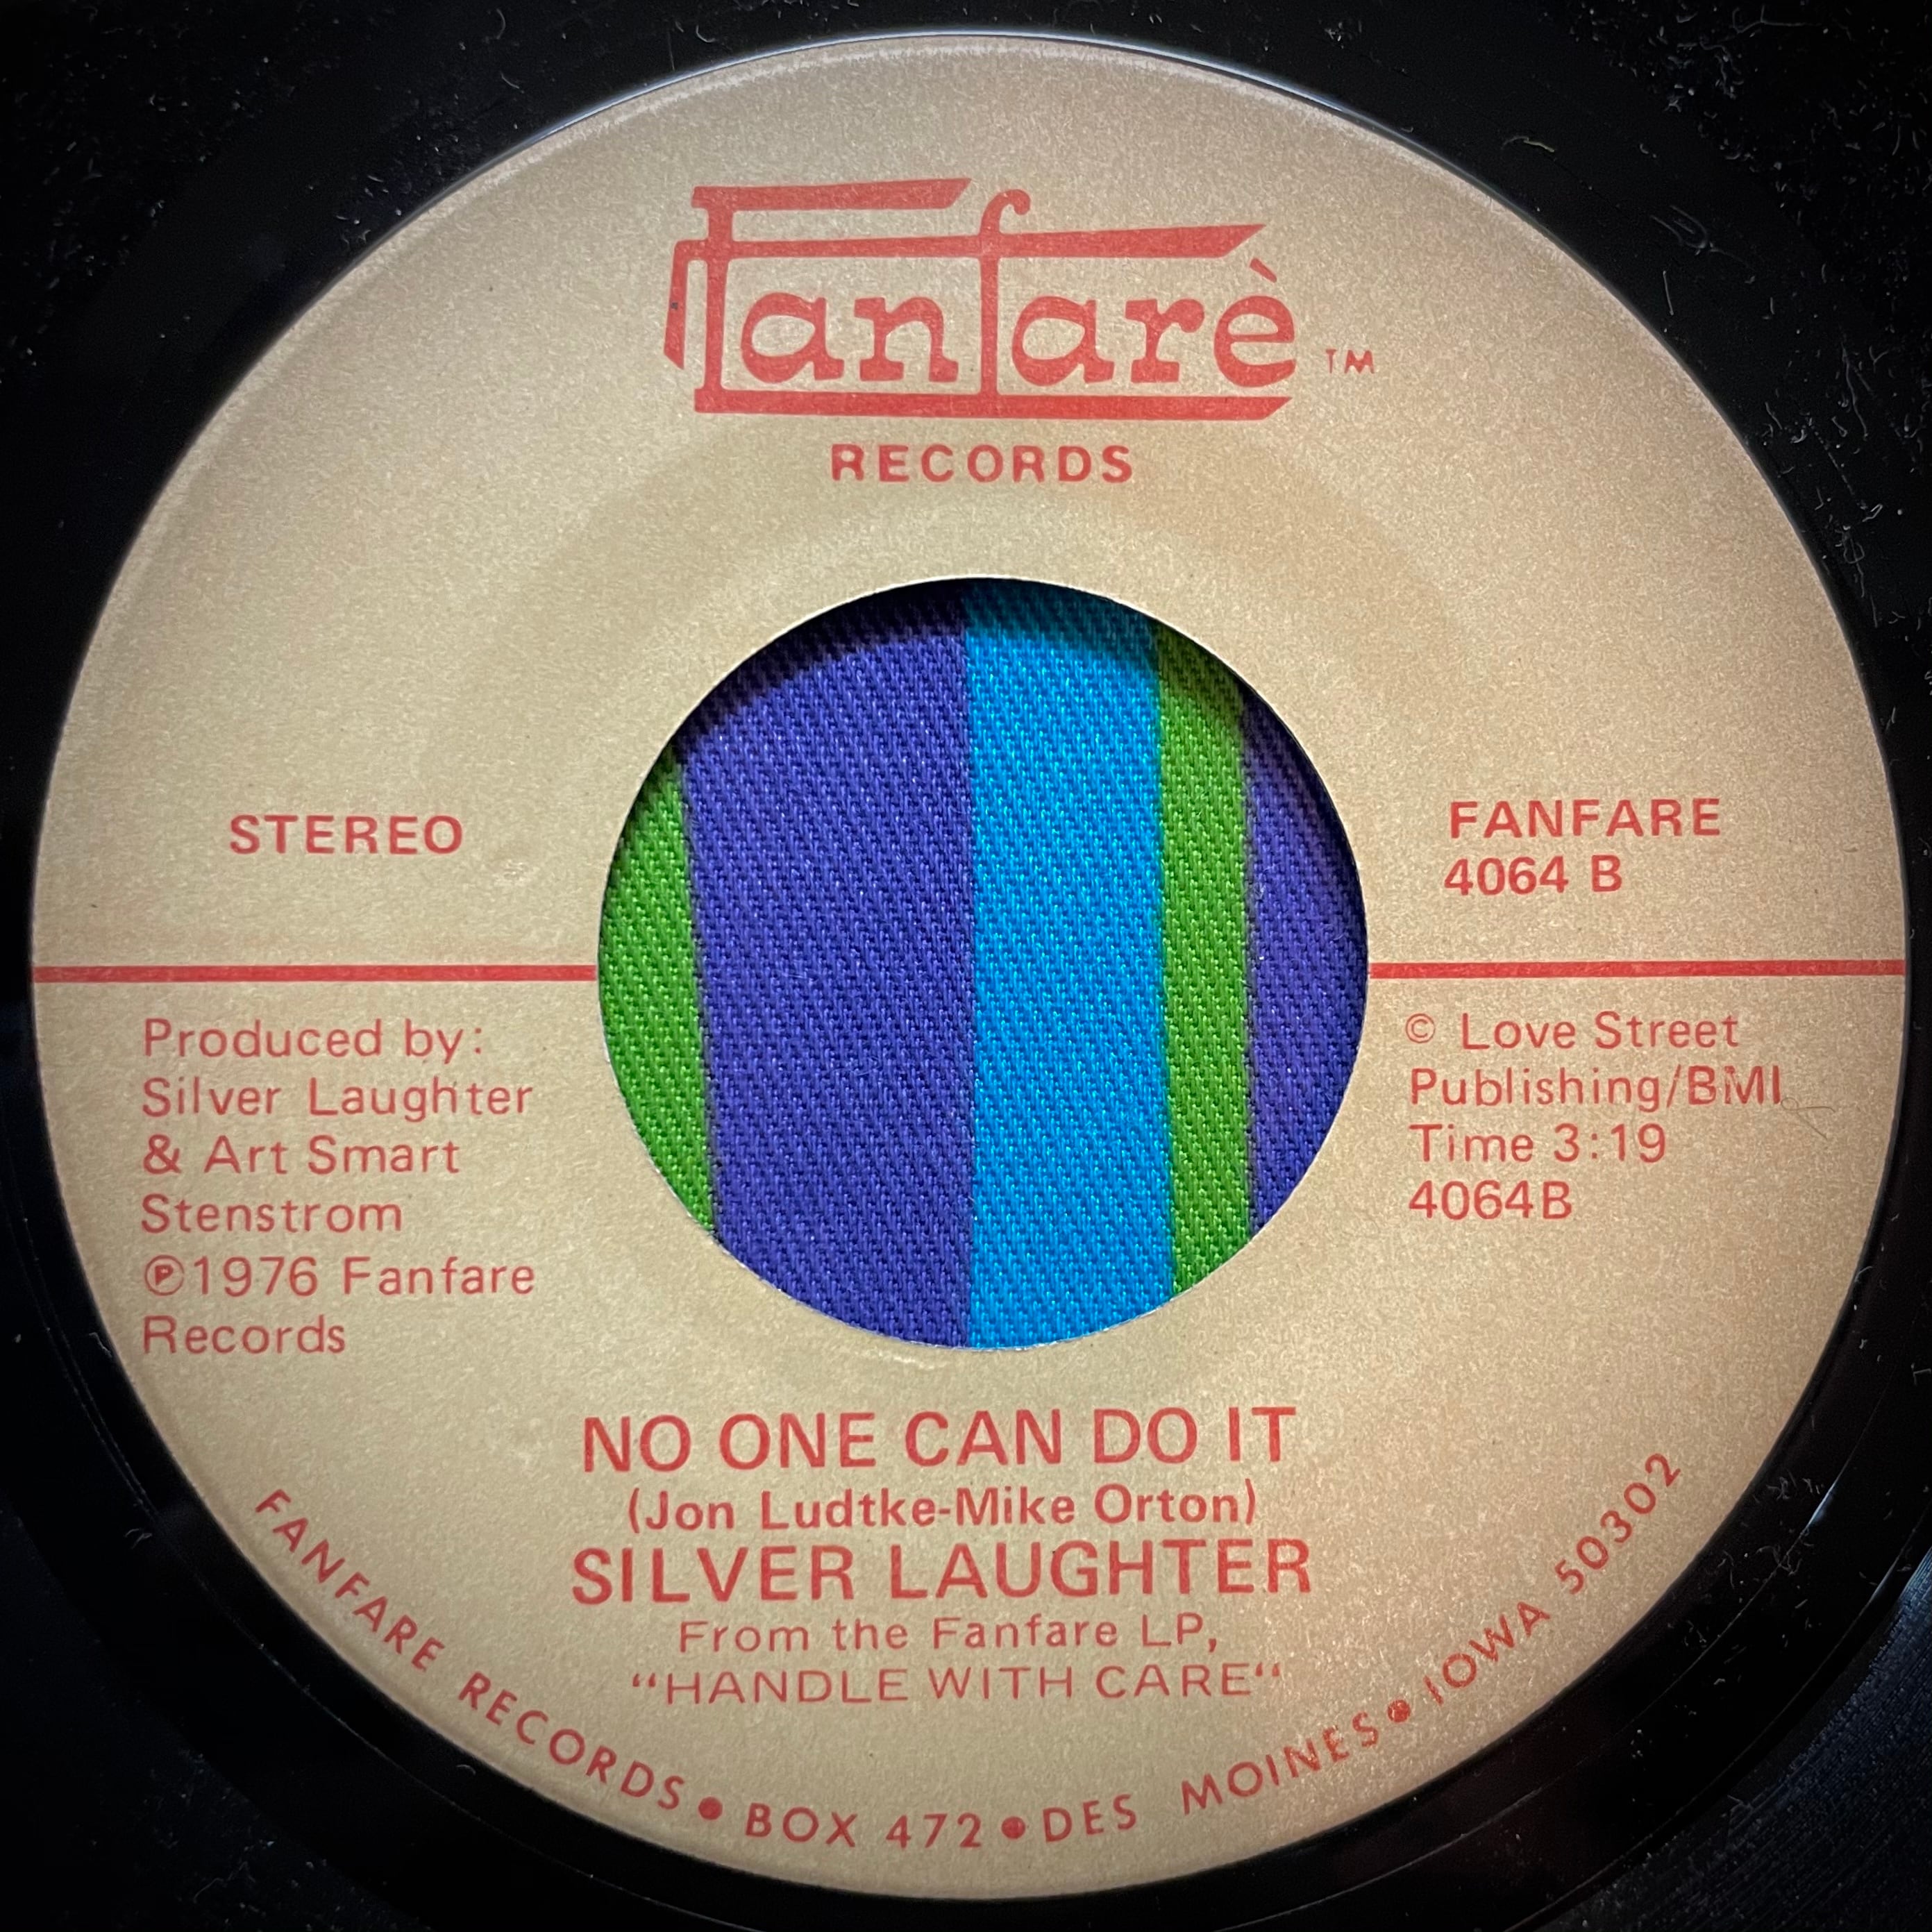 Fanfarè TM
RECORDS
STEREO
FANFARE
4064 B
Produced by:
Silver Laughter
& Art Smart
Stenstrom
℗1976 Fanfare
Records
© Love Street
Publishing/BMI
Time 3:19
4064B
NO ONE CAN DO IT
(Jon Ludtke-Mike Orton)
SILVER LAUGHTER
From the Fanfare LP,
“HANDLE WITH CARE“
FANFARE RECORDS • BOX 472 • DES MOINES • IOWA 50302